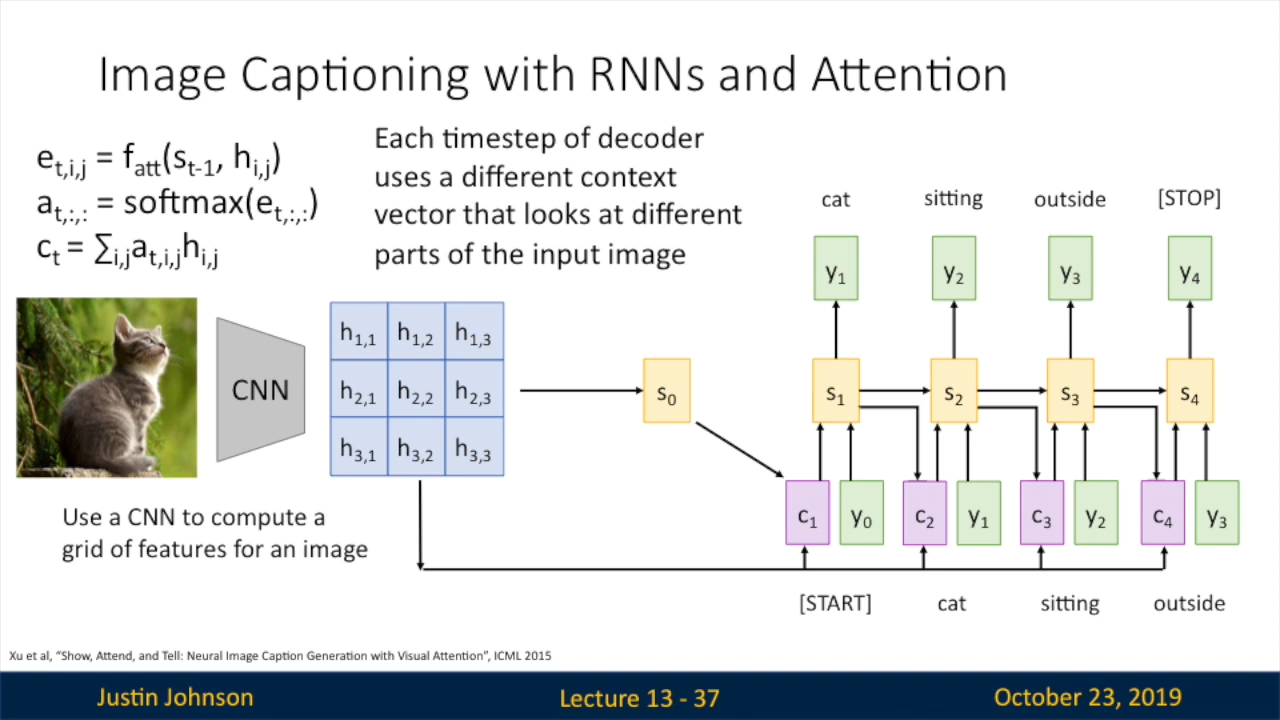 Image Captioning with RNNs and Attention
e_{t,i,j} = f_{att}(s_{t-1}, h_{i,j})
a_{t,:,:} = softmax(e_{t,:,:})
c_t = ∑_{i,j}a_{t,i,j}h_{i,j}
Each timestep of decoder
uses a different context
vector that looks at different
parts of the input image
cat sitting outside [STOP]
y_1 y_2 y_3 y_4
CNN
h_{1,1} h_{1,2} h_{1,3}
h_{2,1} h_{2,2} h_{2,3}
h_{3,1} h_{3,2} h_{3,3}
s_0 s_1 s_2 s_3 s_4
c_1 y_0 c_2 y_1 c_3 y_2 c_4 y_3
[START] cat sitting outside
Use a CNN to compute a
grid of features for an image
Xu et al, “Show, Attend, and Tell: Neural Image Caption Generation with Visual Attention”, ICML 2015
Justin Johnson
Lecture 13 - 37
October 23, 2019